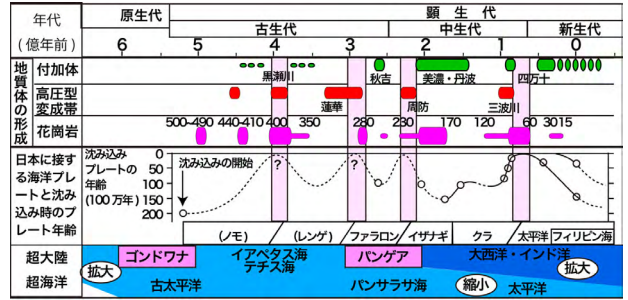 年代
(億年前)
原生代 顕生代
古生代 中生代 新生代
6 5 4 3 2 1 0
地質体の形成
付加体 黒瀬川 秋吉 美濃・丹波 四万十
高圧型
変成帯 蓮華 周防 三波川
花崗岩 500~490 440-410 400 350 280 230 170 120 60 30 15
日本に接す
る海洋プレ
ートと沈み
込み時のプ
レート年齢
沈み込み
プレートの
年齢
(100万年)
0
50
100
150
200
沈み込みの開始
? ?
(ノモ) (レンゲ) ファラロン イザナギ クラ 太平洋 フィリピン海
超大陸 ゴンドワナ イアペタス海 パンゲア 大西洋・インド洋
テチス海
拡大 拡大
超海洋 古太平洋 パンサラサ海 縮小 太平洋